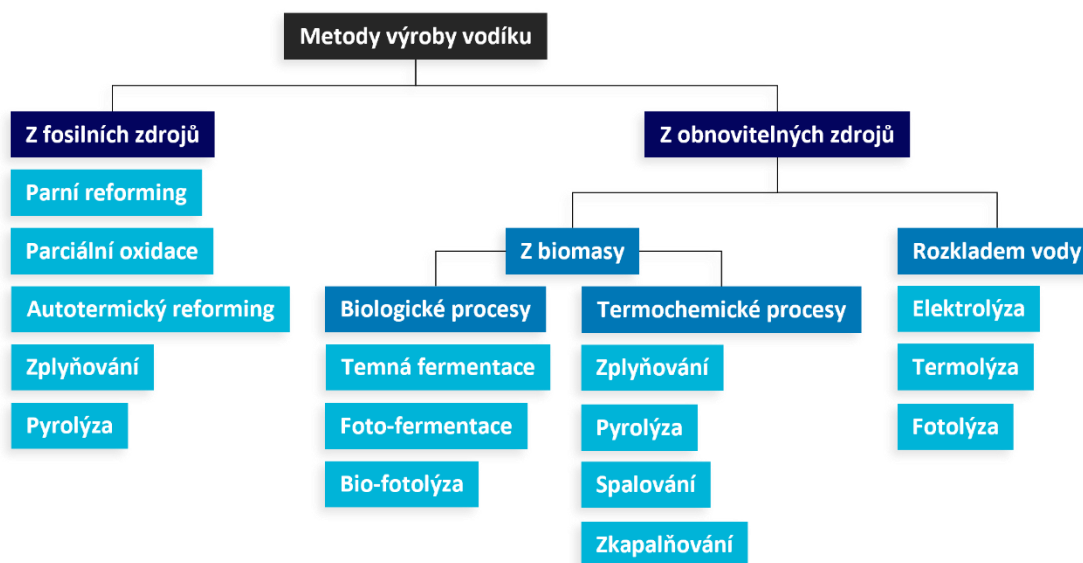 Metody výroby vodíku
Z fosilních zdrojů
Parní reforming
Parciální oxidace
Autotermický reforming
Zplyňování
Pyrolýza
Z obnovitelných zdrojů
Z biomasy
Biologické procesy
Temná fermentace
Foto-fermentace
Bio-fotolýza
Termochemické procesy
Zplyňování
Pyrolýza
Spalování
Zkapalňování
Rozkladem vody
Elektrolýza
Termolýza
Fotolýza